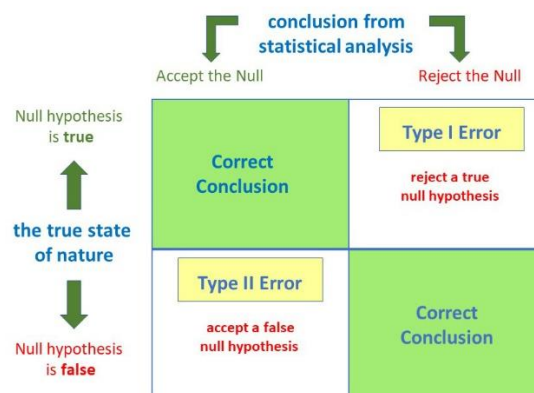 conclusion from
statistical analysis
Accept the Null
Reject the Null
Null hypothesis
is true
the true state
of nature
Null hypothesis
is false
Correct
Conclusion
Type I Error
reject a true
null hypothesis
Type II Error
accept a false
null hypothesis
Correct
Conclusion